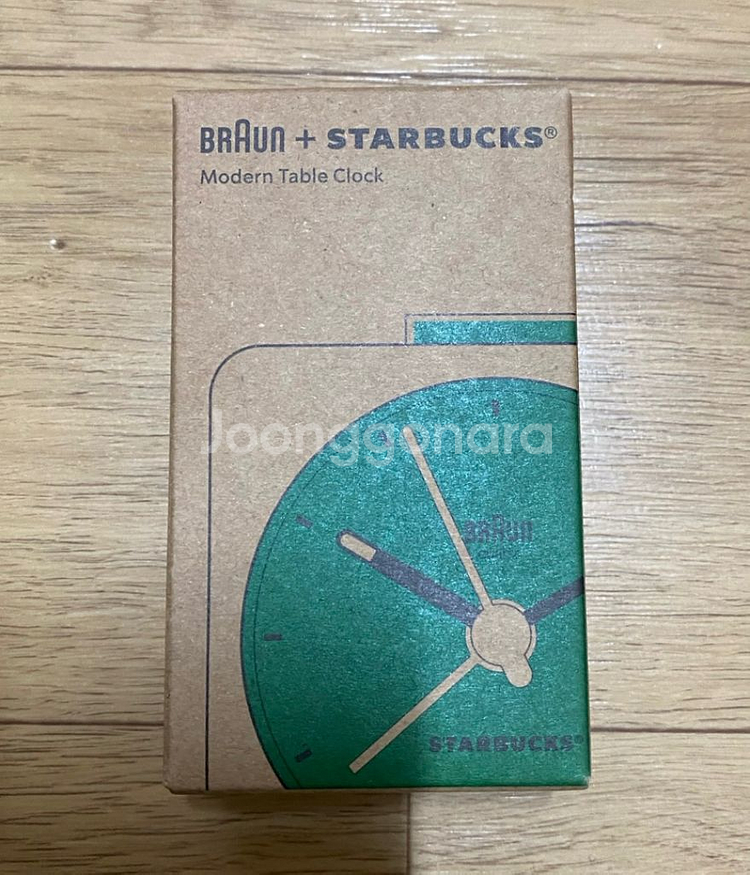 BRAUN + STARBUCKS®
Modern Table Clock
Joonggonara
BRAUN
STARBUCKS®